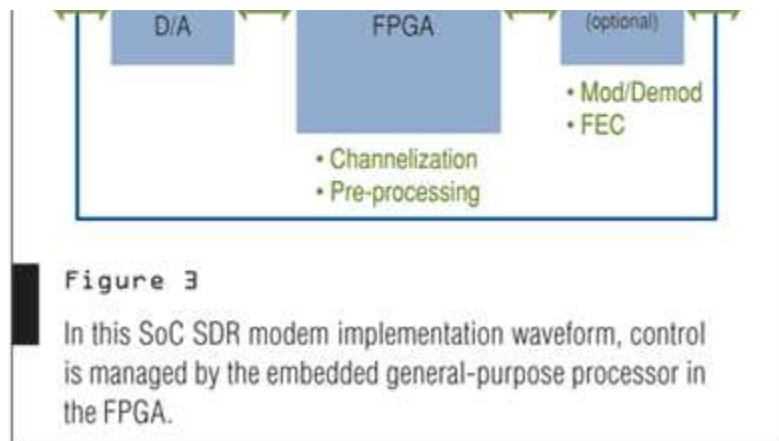 D/A
FPGA
(optional)
• Mod/Demod
• FEC
• Channelization
• Pre-processing
Figure 3
In this SoC SDR modem implementation waveform, control
is managed by the embedded general-purpose processor in
the FPGA.